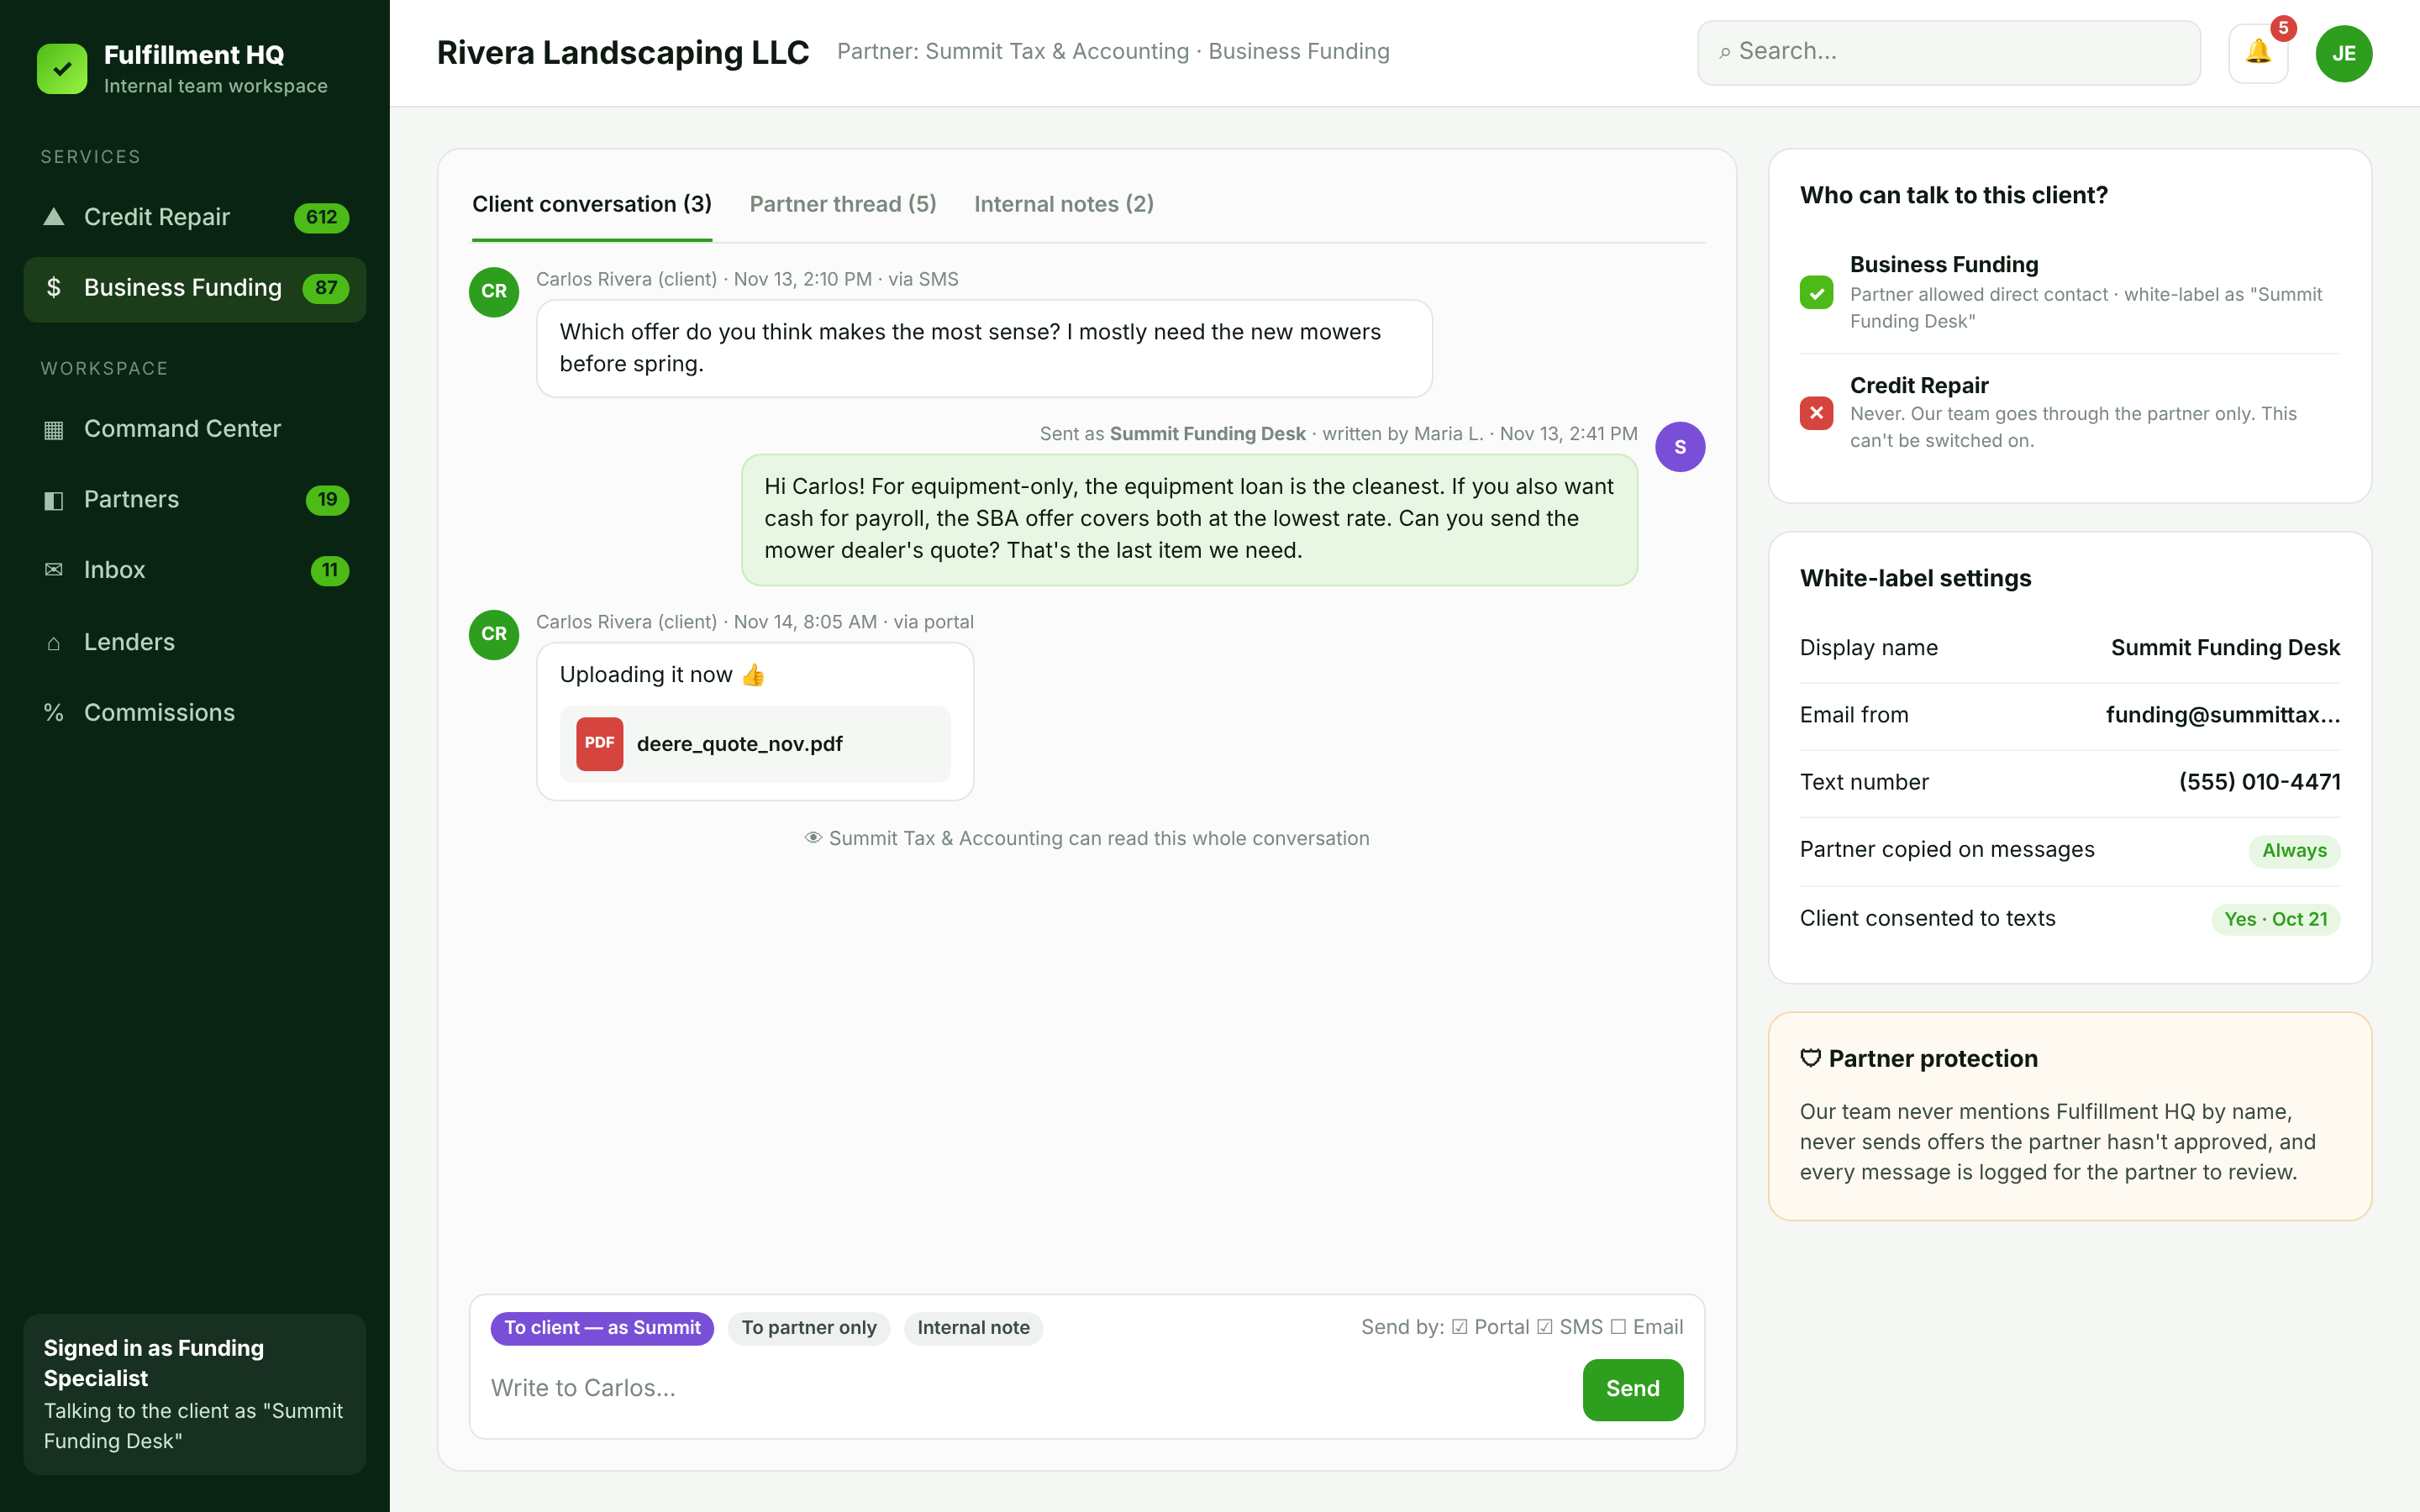 Fulfillment HQ
Internal team workspace
SERVICES
Credit Repair 612
$ Business Funding 87
WORKSPACE
Command Center
Partners 19
Inbox 11
Lenders
% Commissions
Signed in as Funding
Specialist
Talking to the client as "Summit
Funding Desk"
Rivera Landscaping LLC Partner: Summit Tax & Accounting · Business Funding
Search...
5
JE
Client conversation (3) Partner thread (5) Internal notes (2)
CR
Carlos Rivera (client) · Nov 13, 2:10 PM · via SMS
Which offer do you think makes the most sense? I mostly need the new mowers
before spring.
Sent as Summit Funding Desk · written by Maria L. · Nov 13, 2:41 PM
S
Hi Carlos! For equipment-only, the equipment loan is the cleanest. If you also want
cash for payroll, the SBA offer covers both at the lowest rate. Can you send the
mower dealer's quote? That's the last item we need.
CR
Carlos Rivera (client) · Nov 14, 8:05 AM · via portal
Uploading it now 👍
PDF deere_quote_nov.pdf
👁 Summit Tax & Accounting can read this whole conversation
To client — as Summit To partner only Internal note Send by: ☑ Portal ☑ SMS ☐ Email
Write to Carlos...
Send
Who can talk to this client?
Business Funding
Partner allowed direct contact · white-label as "Summit
Funding Desk"
Credit Repair
Never. Our team goes through the partner only. This
can't be switched on.
White-label settings
Display name Summit Funding Desk
Email from funding@summittax...
Text number (555) 010-4471
Partner copied on messages Always
Client consented to texts Yes · Oct 21
🛡 Partner protection
Our team never mentions Fulfillment HQ by name,
never sends offers the partner hasn't approved, and
every message is logged for the partner to review.